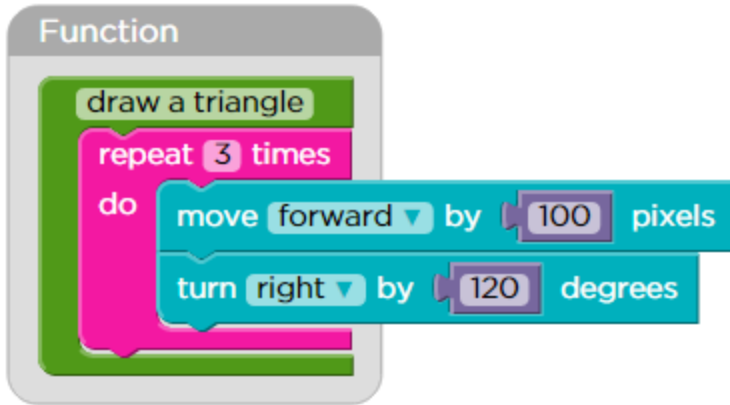 Function
draw a triangle
repeat 3 times
do
move forward ▼ by 100 pixels
turn right ▼ by 120 degrees